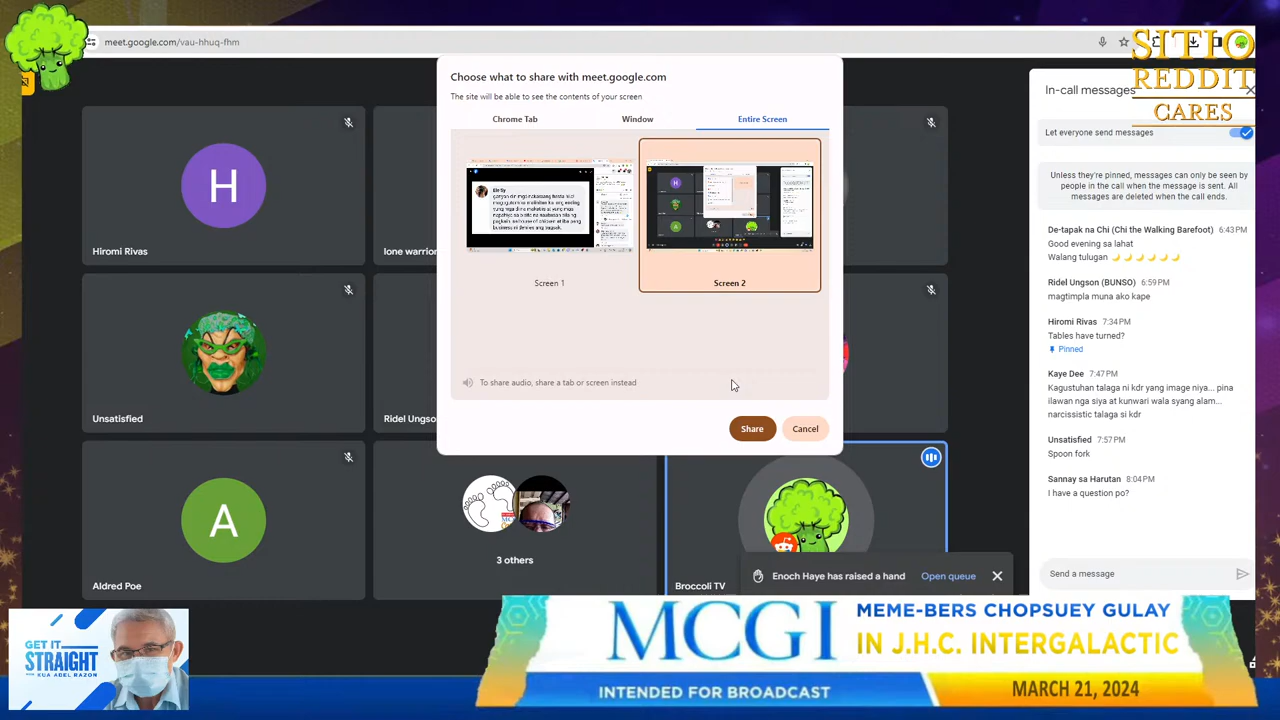 meet.google.com/vau-hhuq-fhm
SITIO
REDDIT
CARES
Choose what to share with meet.google.com
The site will be able to see the contents of your screen
Chrome Tab
Window
Entire Screen
Screen 1
Screen 2
To share audio, share a tab or screen instead
Share
Cancel
H
Hiromi Rivas
lone warrior
Unsatisfied
Ridel Ungson
A
Aldred Poe
3 others
Broccoli TV
Enoch Haye has raised a hand
Open queue
In-call messages
Let everyone send messages
Unless they're pinned, messages can only be seen by
people in the call when the message is sent. All
messages are deleted when the call ends.
De-tapak na Chi (Chi the Walking Barefoot) 6:43 PM
Good evening sa lahat
Walang tulugan
Ridel Ungson (BUNSO) 6:59 PM
magtimpla muna ako kape
Hiromi Rivas 7:34 PM
Tables have turned?
Pinned
Kaye Dee 7:47 PM
Kagustuhan talaga ni kdr yang image niya... pina
ilawan nga siya at kunwari wala syang alam...
narcissistic talaga si kdr
Unsatisfied 7:57 PM
Spoon fork
Sannay sa Harutan 8:04 PM
I have a question po?
Send a message
GET IT
STRAIGHT
WITH KUYA ADEL RAZON
MCGI
MEME-BERS CHOPSUEY GULAY
IN J.H.C. INTERGALACTIC
INTENDED FOR BROADCAST
MARCH 21, 2024